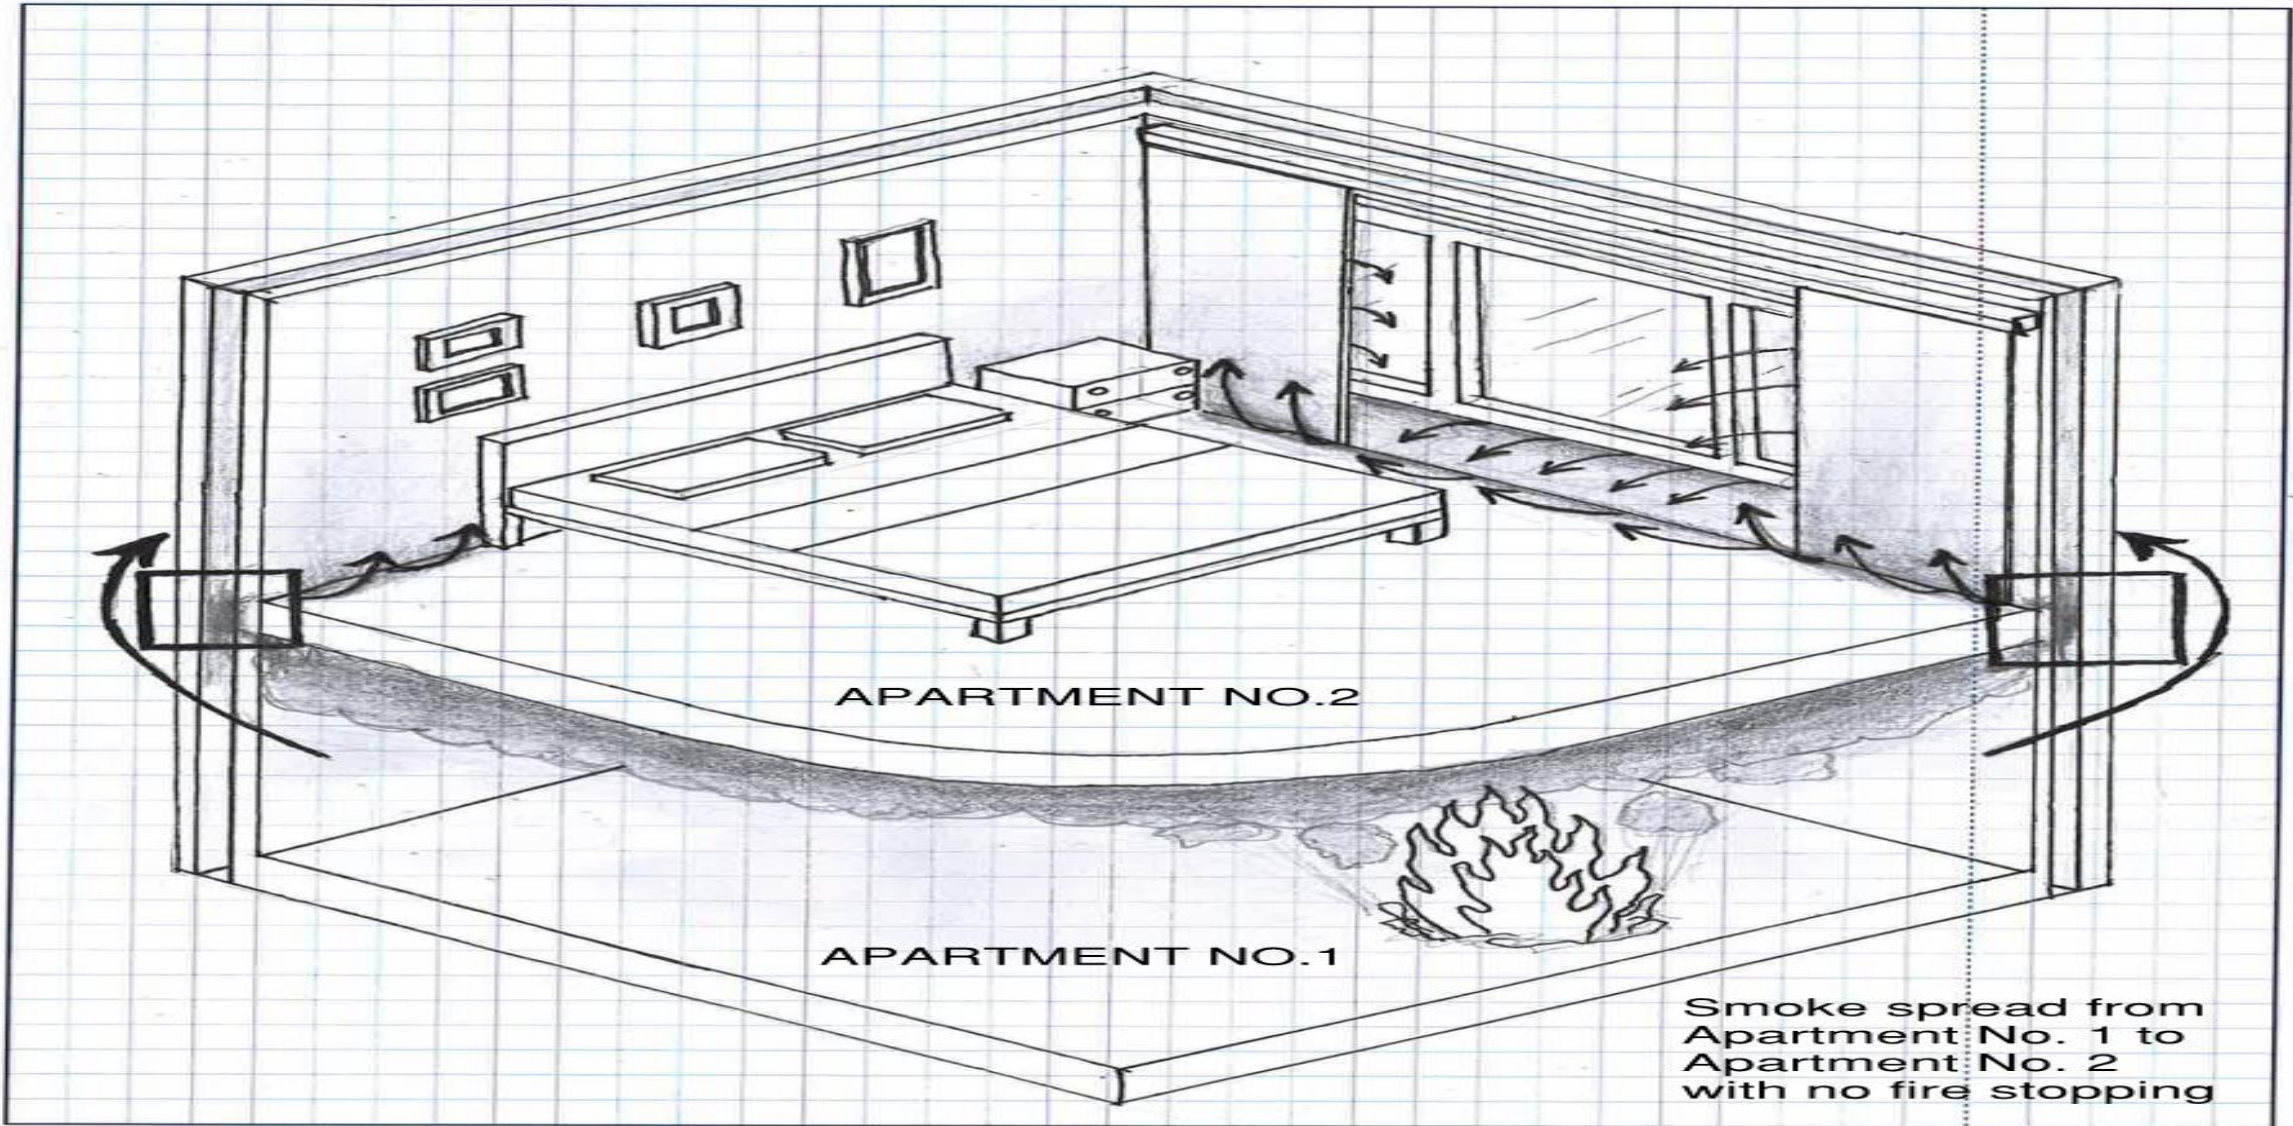 APARTMENT NO.2
APARTMENT NO.1
Smoke spread from
Apartment No. 1 to
Apartment No. 2
with no fire stopping